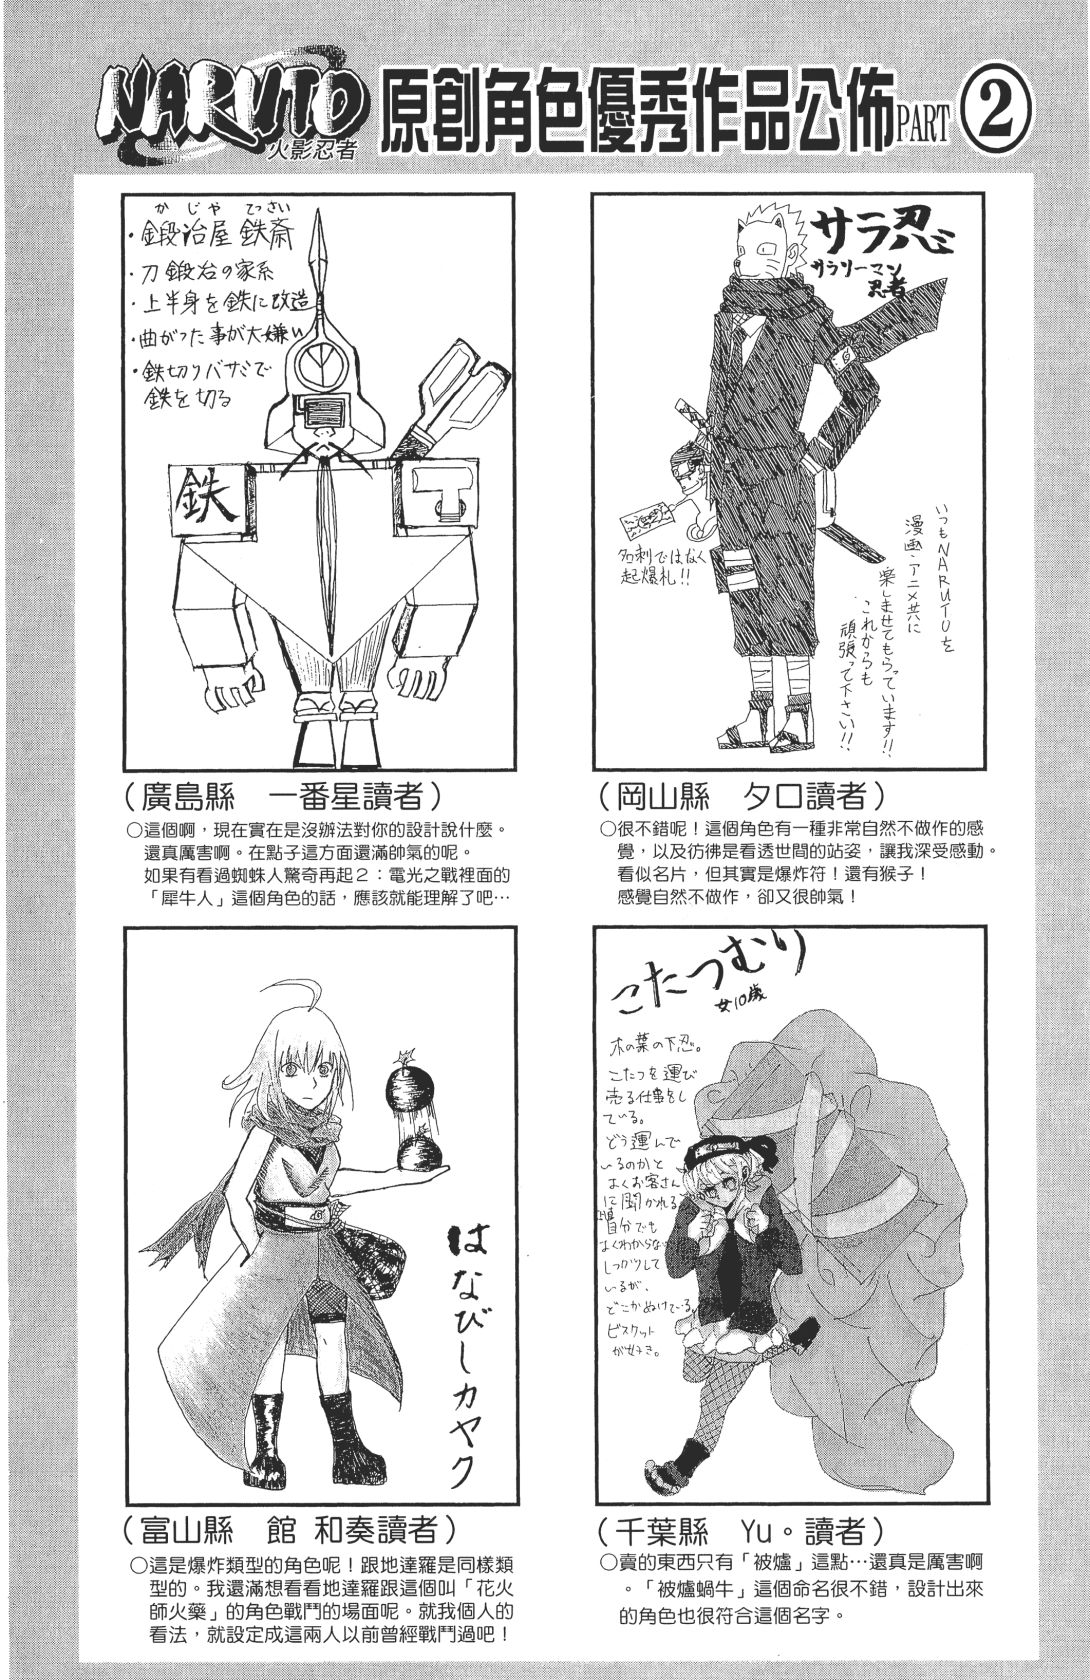 NARUTO
火影忍者
原創角色優秀作品公佈PART②
かじや てっさい
・鍛冶屋 鉄斎
・刀鍛冶の家系
・上半身を鉄に改造
・曲がった事が大嫌い
・鉄切りバサミで
鉄を切る
鉄
(廣島縣 一番星讀者)
○這個啊，現在實在是沒辦法對你的設計說什麼。
還真厲害啊。在點子這方面還滿帥氣的呢。
如果有看過蜘蛛人驚奇再起2：電光之戰裡面的
「犀牛人」這個角色的話，應該就能理解了吧…
サラ忍
サラリーマン
忍者
名刺ではなく
起爆札!!
いつもNARUTOを
漫画・アニメ共に
楽しませてもらっています!!
これからも
頑張って下さい!!
(岡山縣 夕口讀者)
○很不錯呢！這個角色有一種非常自然不做作的感
覺，以及彷彿是看透世間的站姿，讓我深受感動。
看似名片，但其實是爆炸符！還有猴子！
感覺自然不做作，卻又很帥氣！
はなびしカヤク
(富山縣 館 和奏讀者)
○這是爆炸類型的角色呢！跟地達羅是同樣類
型的。我還滿想看看地達羅跟這個叫「花火
師火藥」的角色戰鬥的場面呢。就我個人的
看法，就設定成這兩人以前曾經戰鬥過吧！
こたつむり
女10歳
木の葉の下忍。
こたつを運び
売る仕事をし
ている。
どう運んで
いるのかと
よくお客さん
に聞かれる
自分でも
よくわからない
しっかりして
いるが、
どこかぬけている。
ビスケット
が好き。
(千葉縣 Yu。讀者)
○賣的東西只有「被爐」這點…還真是厲害啊
。「被爐蝸牛」這個命名很不錯，設計出來
的角色也很符合這個名字。